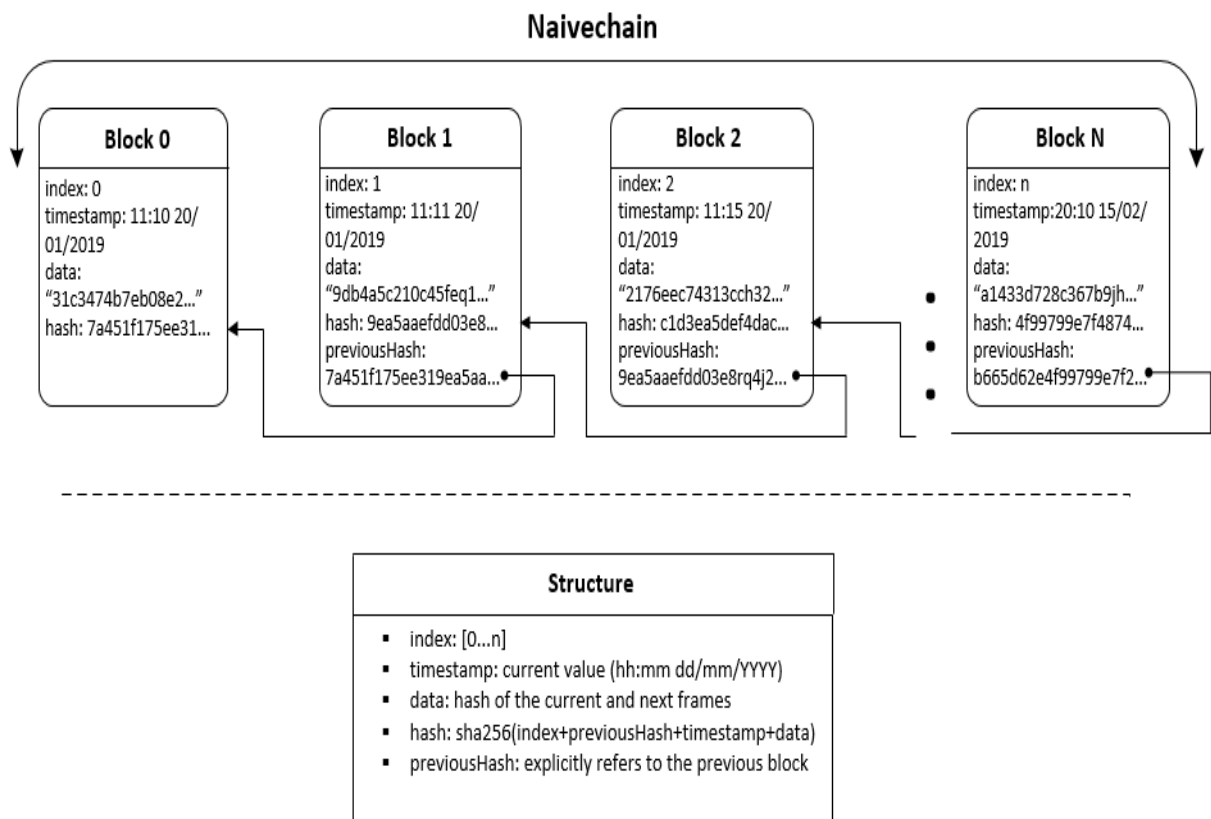 Naivechain
Block 0
index: 0
timestamp: 11:10 20/
01/2019
data:
“31c3474b7eb08e2...”
hash: 7a451f175ee31...
Block 1
index: 1
timestamp: 11:11 20/
01/2019
data:
“9db4a5c210c45feq1...”
hash: 9ea5aaefdd03e8...
previousHash:
7a451f175ee319ea5aa...
Block 2
index: 2
timestamp: 11:15 20/
01/2019
data:
“2176eec74313cch32...”
hash: c1d3ea5def4dac...
previousHash:
9ea5aaefdd03e8rq4j2...
Block N
index: n
timestamp:20:10 15/02/
2019
data:
“a1433d728c367b9jh...”
hash: 4f99799e7f4874...
previousHash:
b665d62e4f99799e7f2...
Structure
▪ index: [0...n]
▪ timestamp: current value (hh:mm dd/mm/YYYY)
▪ data: hash of the current and next frames
▪ hash: sha256(index+previousHash+timestamp+data)
▪ previousHash: explicitly refers to the previous block